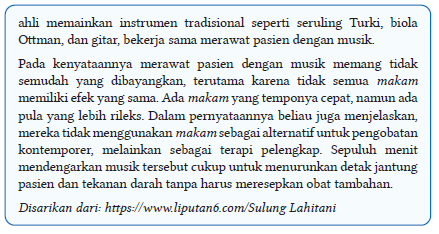 ahli memainkan instrumen tradisional seperti seruling Turki, biola
Ottman, dan gitar, bekerja sama merawat pasien dengan musik.
Pada kenyataannya merawat pasien dengan musik memang tidak
semudah yang dibayangkan, terutama karena tidak semua makam
memiliki efek yang sama. Ada makam yang temponya cepat, namun ada
pula yang lebih rileks. Dalam pernyataannya beliau juga menjelaskan,
mereka tidak menggunakan makam sebagai alternatif untuk pengobatan
kontemporer, melainkan sebagai terapi pelengkap. Sepuluh menit
mendengarkan musik tersebut cukup untuk menurunkan detak jantung
pasien dan tekanan darah tanpa harus meresepkan obat tambahan.
Disarikan dari: https://www.liputan6.com/Sulung Lahitani